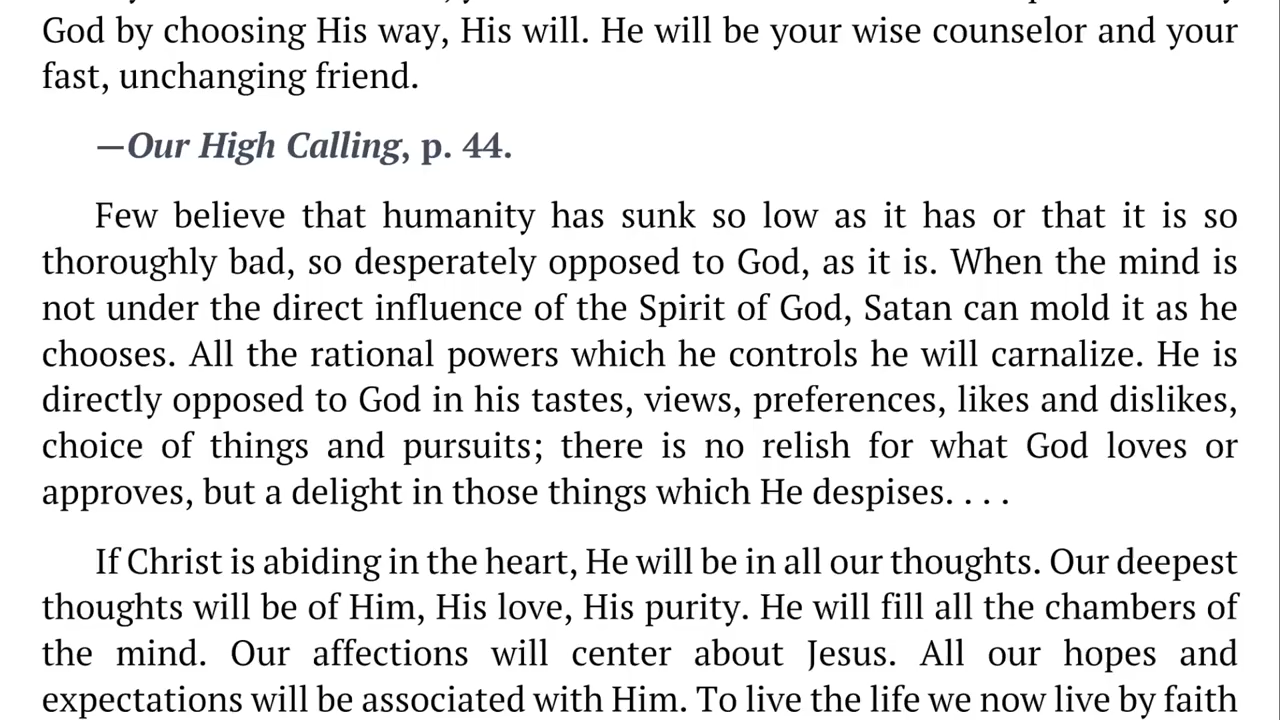 God by choosing His way, His will. He will be your wise counselor and your
fast, unchanging friend.
—Our High Calling, p. 44.
Few believe that humanity has sunk so low as it has or that it is so
thoroughly bad, so desperately opposed to God, as it is. When the mind is
not under the direct influence of the Spirit of God, Satan can mold it as he
chooses. All the rational powers which he controls he will carnalize. He is
directly opposed to God in his tastes, views, preferences, likes and dislikes,
choice of things and pursuits; there is no relish for what God loves or
approves, but a delight in those things which He despises. . . .
If Christ is abiding in the heart, He will be in all our thoughts. Our deepest
thoughts will be of Him, His love, His purity. He will fill all the chambers of
the mind. Our affections will center about Jesus. All our hopes and
expectations will be associated with Him. To live the life we now live by faith